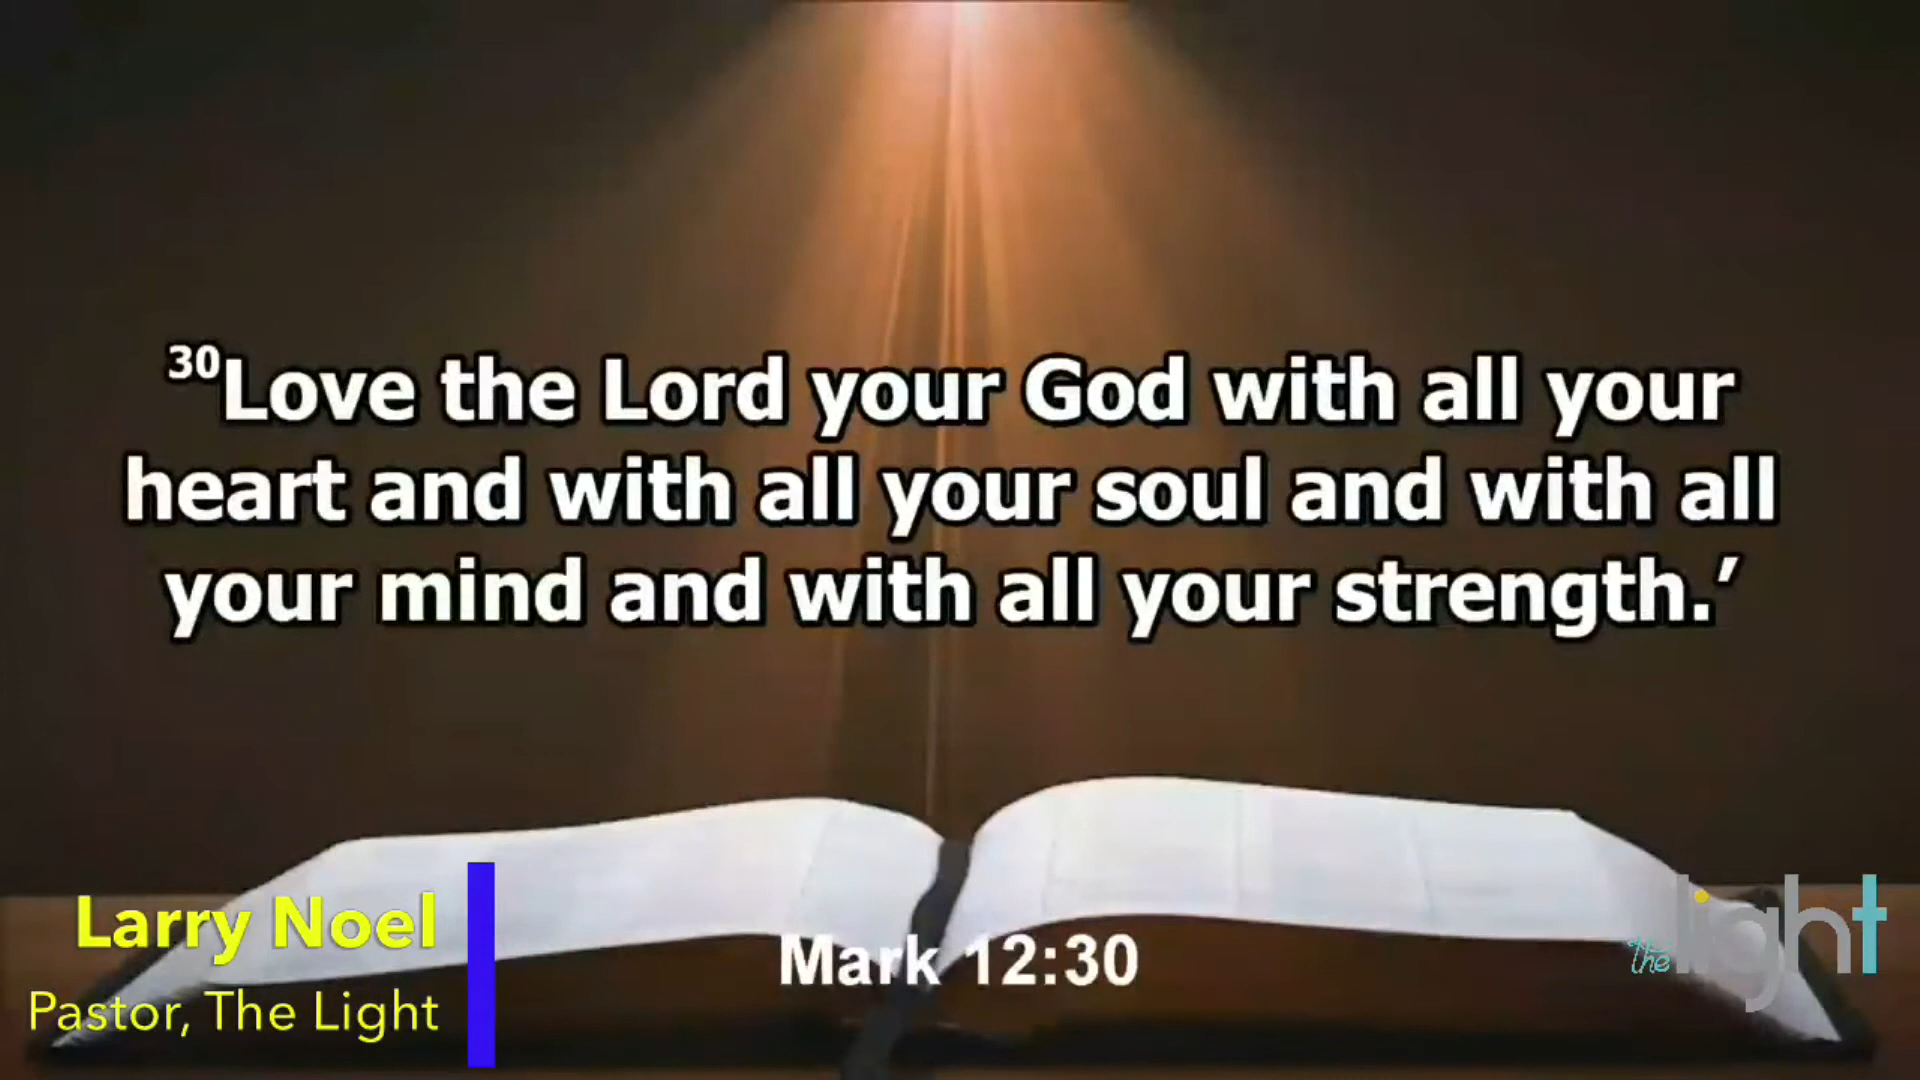 30Love the Lord your God with all your
heart and with all your soul and with all
your mind and with all your strength.’
Mark 12:30
Larry Noel
Pastor, The Light
the light